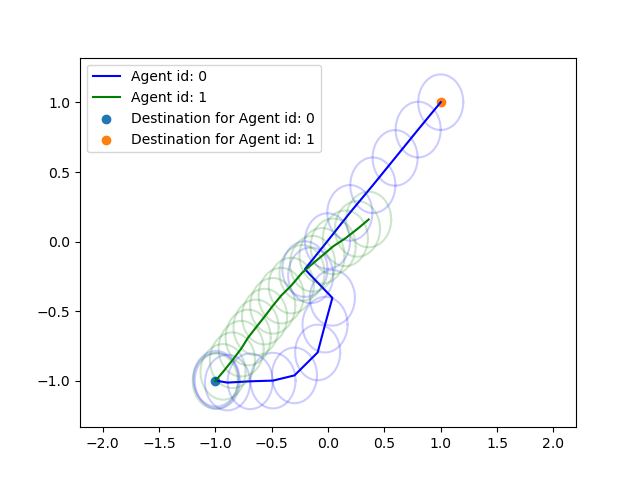 Agent id: 0
Agent id: 1
Destination for Agent id: 0
Destination for Agent id: 1
1.0
0.5
0.0
−0.5
−1.0
−2.0 −1.5 −1.0 −0.5 0.0 0.5 1.0 1.5 2.0